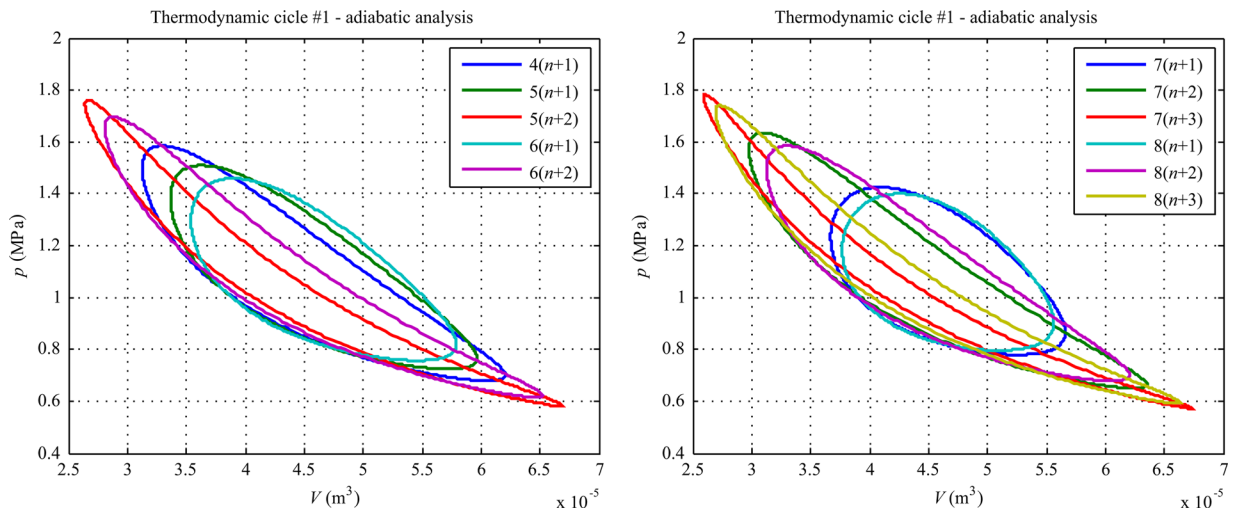 Thermodynamic cicle #1 - adiabatic analysis
2
1.8
1.6
1.4
1.2
1
0.8
0.6
0.4
p (MPa)
2.5 3 3.5 4 4.5 5 5.5 6 6.5 7
V (m³)
x 10⁻⁵
4(n+1)
5(n+1)
5(n+2)
6(n+1)
6(n+2)
Thermodynamic cicle #1 - adiabatic analysis
2
1.8
1.6
1.4
1.2
1
0.8
0.6
0.4
p (MPa)
2.5 3 3.5 4 4.5 5 5.5 6 6.5 7
V (m³)
x 10⁻⁵
7(n+1)
7(n+2)
7(n+3)
8(n+1)
8(n+2)
8(n+3)